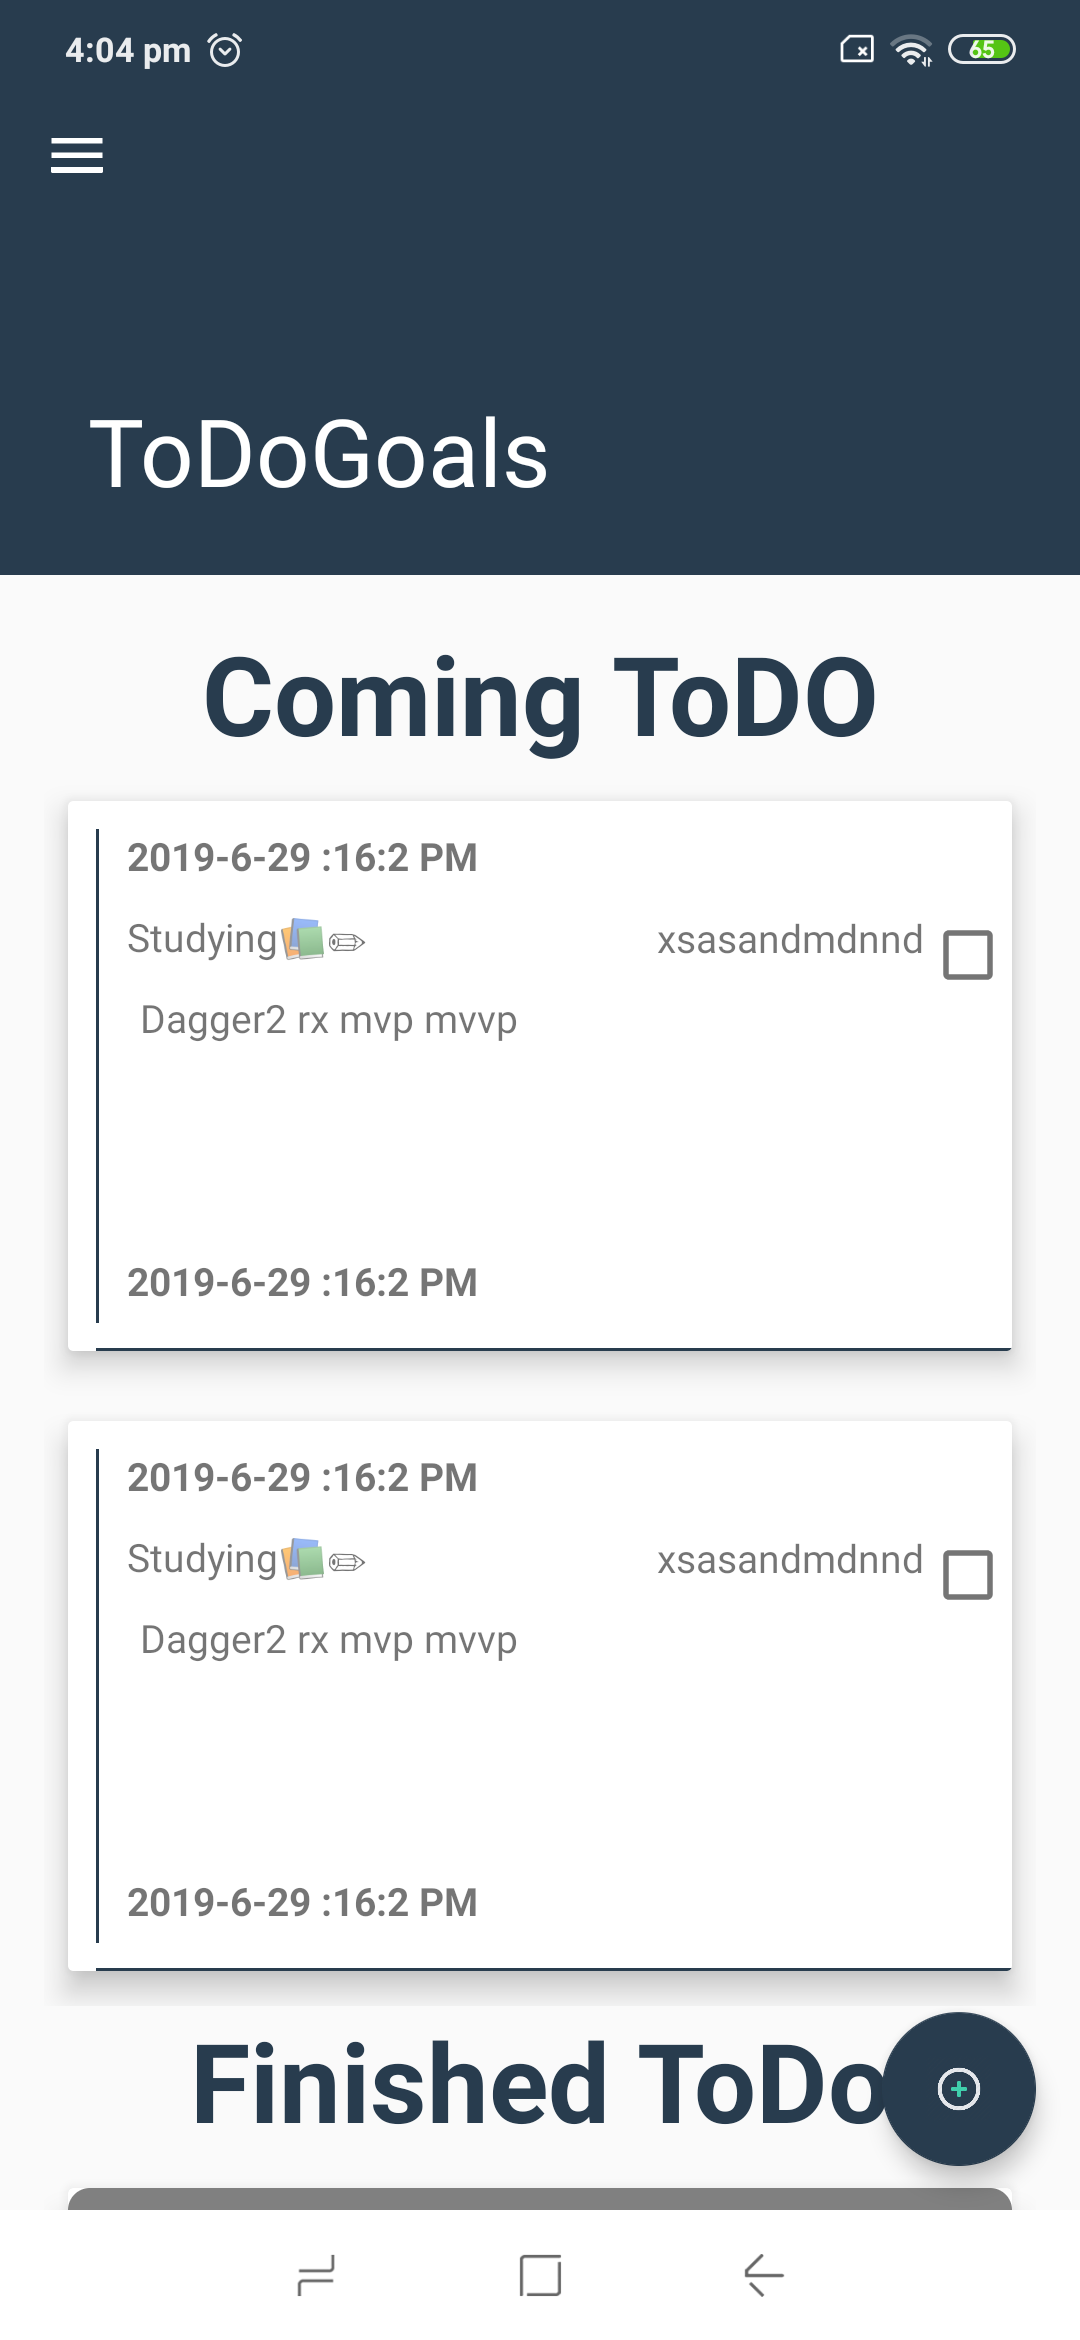 4:04 pm 65
ToDoGoals
Coming ToDO
2019-6-29 :16:2 PM
Studying📚✏ xsasandmdnnd
Dagger2 rx mvp mvvp
2019-6-29 :16:2 PM
2019-6-29 :16:2 PM
Studying📚✏ xsasandmdnnd
Dagger2 rx mvp mvvp
2019-6-29 :16:2 PM
Finished ToDo